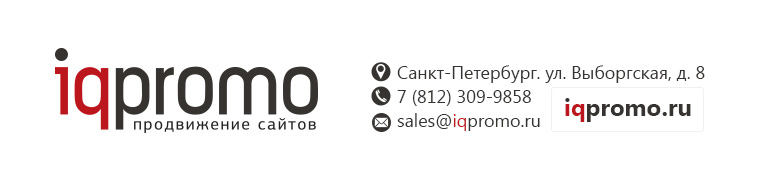 iqpromo
продвижение сайтов
Санкт-Петербург. ул. Выборгская, д. 8
7 (812) 309-9858
sales@iqpromo.ru
iqpromo.ru